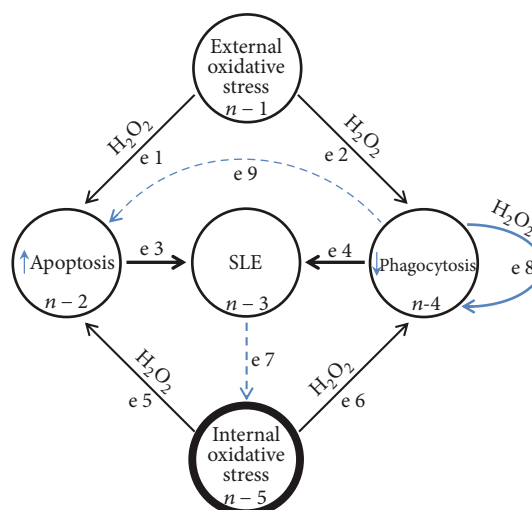 External
oxidative
stress
n − 1
H₂O₂
e 1
H₂O₂
e 2
e 9
↑Apoptosis
n − 2
e 3
SLE
n − 3
e 4
↓Phagocytosis
n-4
H₂O₂
e 8
e 7
H₂O₂
e 5
H₂O₂
e 6
Internal
oxidative
stress
n − 5